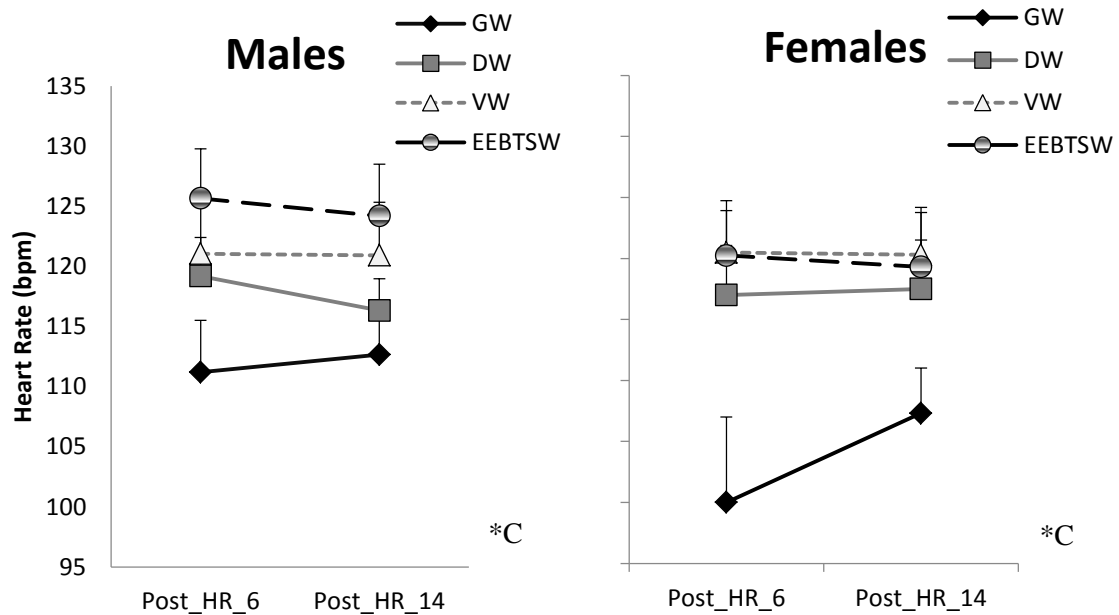 Males
GW
DW
VW
EEBTSW
Heart Rate (bpm)
135
130
125
120
115
110
105
100
95
*C
Post_HR_6
Post_HR_14
Females
GW
DW
VW
EEBTSW
*C
Post_HR_6
Post_HR_14